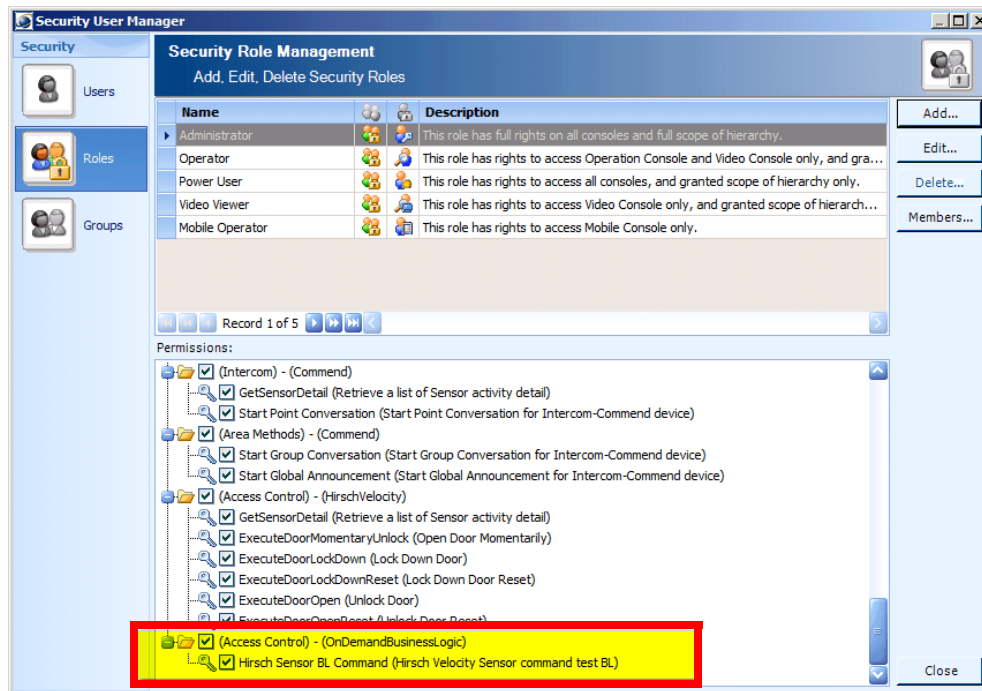 Security User Manager
Security
Users
Roles
Groups
Security Role Management
Add, Edit, Delete Security Roles
Name Description
Administrator This role has full rights on all consoles and full scope of hierarchy.
Operator This role has rights to access Operation Console and Video Console only, and gra...
Power User This role has rights to access all consoles, and granted scope of hierarchy only.
Video Viewer This role has rights to access Video Console only, and granted scope of hierarch...
Mobile Operator This role has rights to access Mobile Console only.
Record 1 of 5
Add...
Edit...
Delete...
Members...
Permissions:
(Intercom) - (Commend)
GetSensorDetail (Retrieve a list of Sensor activity detail)
Start Point Conversation (Start Point Conversation for Intercom-Commend device)
(Area Methods) - (Commend)
Start Group Conversation (Start Group Conversation for Intercom-Commend device)
Start Global Announcement (Start Global Announcement for Intercom-Commend device)
(Access Control) - (HirschVelocity)
GetSensorDetail (Retrieve a list of Sensor activity detail)
ExecuteDoorMomentaryUnlock (Open Door Momentarily)
ExecuteDoorLockDown (Lock Down Door)
ExecuteDoorLockDownReset (Lock Down Door Reset)
ExecuteDoorOpen (Unlock Door)
ExecuteDoorOpenReset (Unlock Door Reset)
(Access Control) - (OnDemandBusinessLogic)
Hirsch Sensor BL Command (Hirsch Velocity Sensor command test BL)
Close